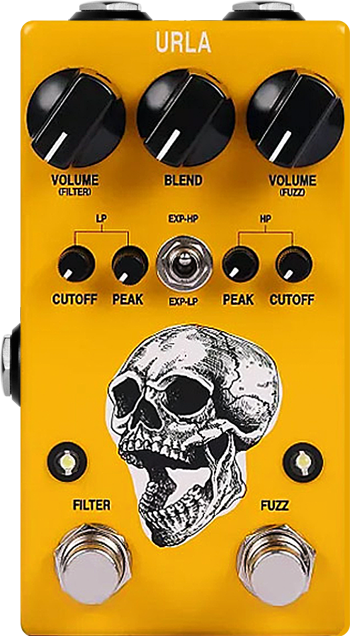 URLA
VOLUME BLEND VOLUME
(FILTER) (FUZZ)
LP EXP-HP HP
CUTOFF PEAK EXP-LP PEAK CUTOFF
FILTER FUZZ